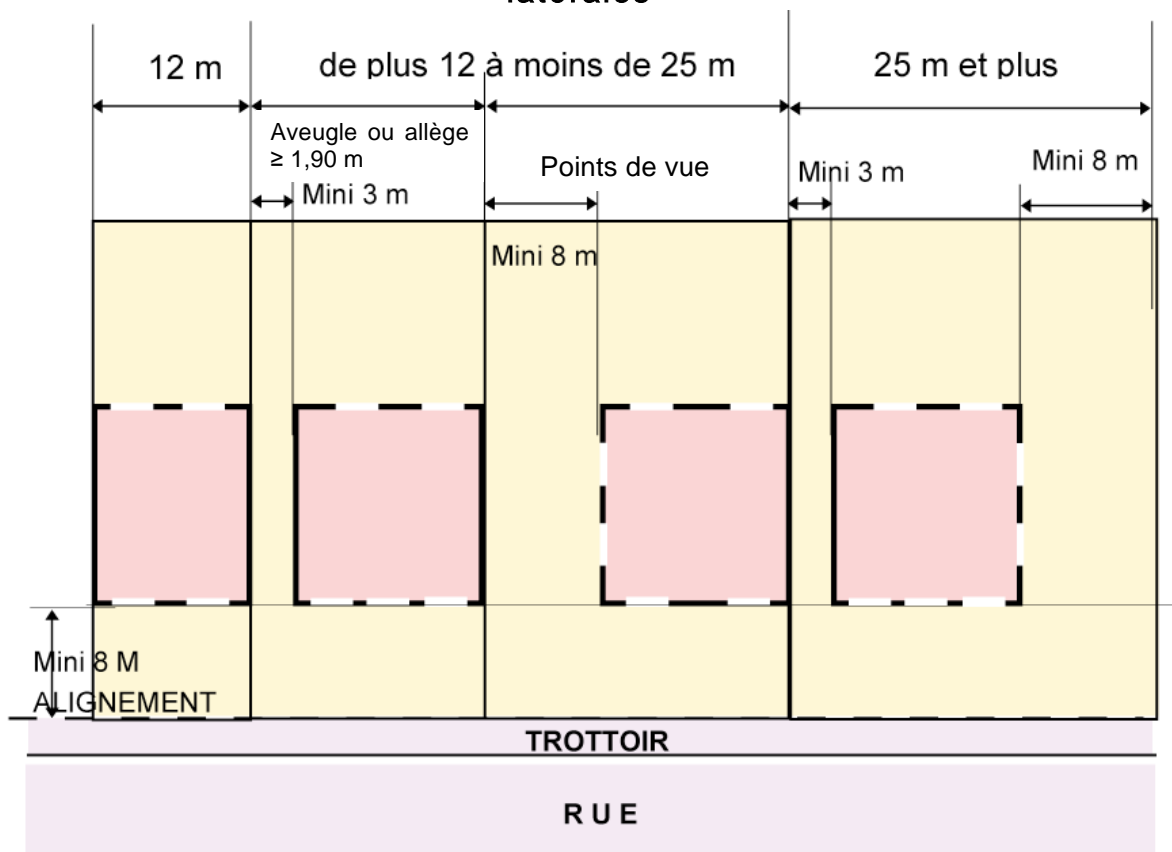 latérales
12 m
de plus 12 à moins de 25 m
25 m et plus
Aveugle ou allège
≥ 1,90 m
Mini 3 m
Points de vue
Mini 3 m
Mini 8 m
Mini 8 m
Mini 8 M
ALIGNEMENT
TROTTOIR
RUE